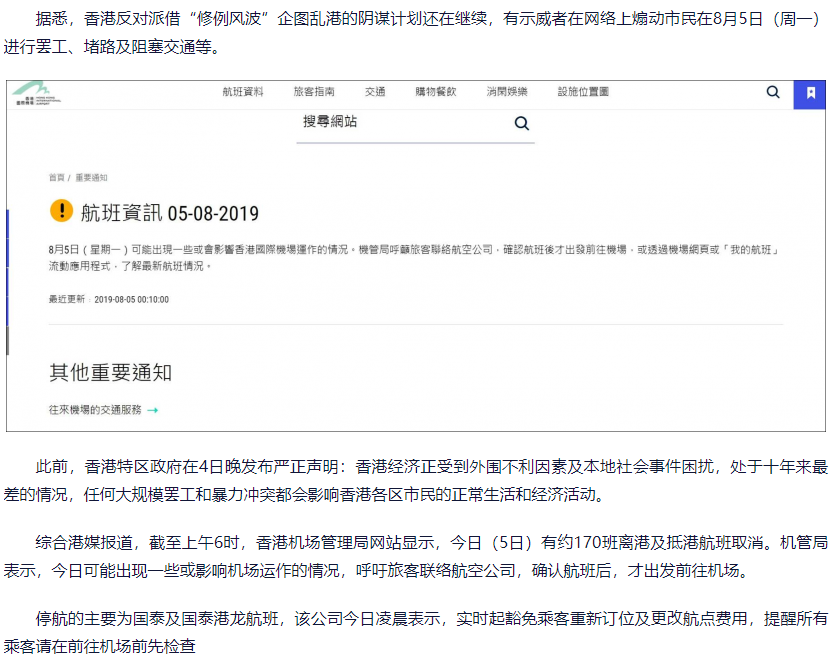 据悉，香港反对派借“修例风波”企图乱港的阴谋计划还在继续，有示威者在网络上煽动市民在8月5日（周一）
进行罢工、堵路及阻塞交通等。
航班資料 旅客指南 交通 購物餐飲 消閒娛樂 設施位置圖
搜尋網站
首頁 / 重要通知
航班資訊 05-08-2019
8月5日（星期一）可能出現一些或會影響香港國際機場運作的情況。機管局呼籲旅客聯絡航空公司，確認航班後才出發前往機場，或透過機場網頁或「我的航班」
流動應用程式，了解最新航班情況。
最近更新：2019-08-05 00:10:00
其他重要通知
往來機場的交通服務 →
此前，香港特区政府在4日晚发布严正声明：香港经济正受到外围不利因素及本地社会事件困扰，处于十年来最
差的情况，任何大规模罢工和暴力冲突都会影响香港各区市民的正常生活和经济活动。
综合港媒报道，截至上午6时，香港机场管理局网站显示，今日（5日）有约170班离港及抵港航班取消。机管局
表示，今日可能出现一些或影响机场运作的情况，呼吁旅客联络航空公司，确认航班后，才出发前往机场。
停航的主要为国泰及国泰港龙航班，该公司今日凌晨表示，实时起豁免乘客重新订位及更改航点费用，提醒所有
乘客请在前往机场前先检查